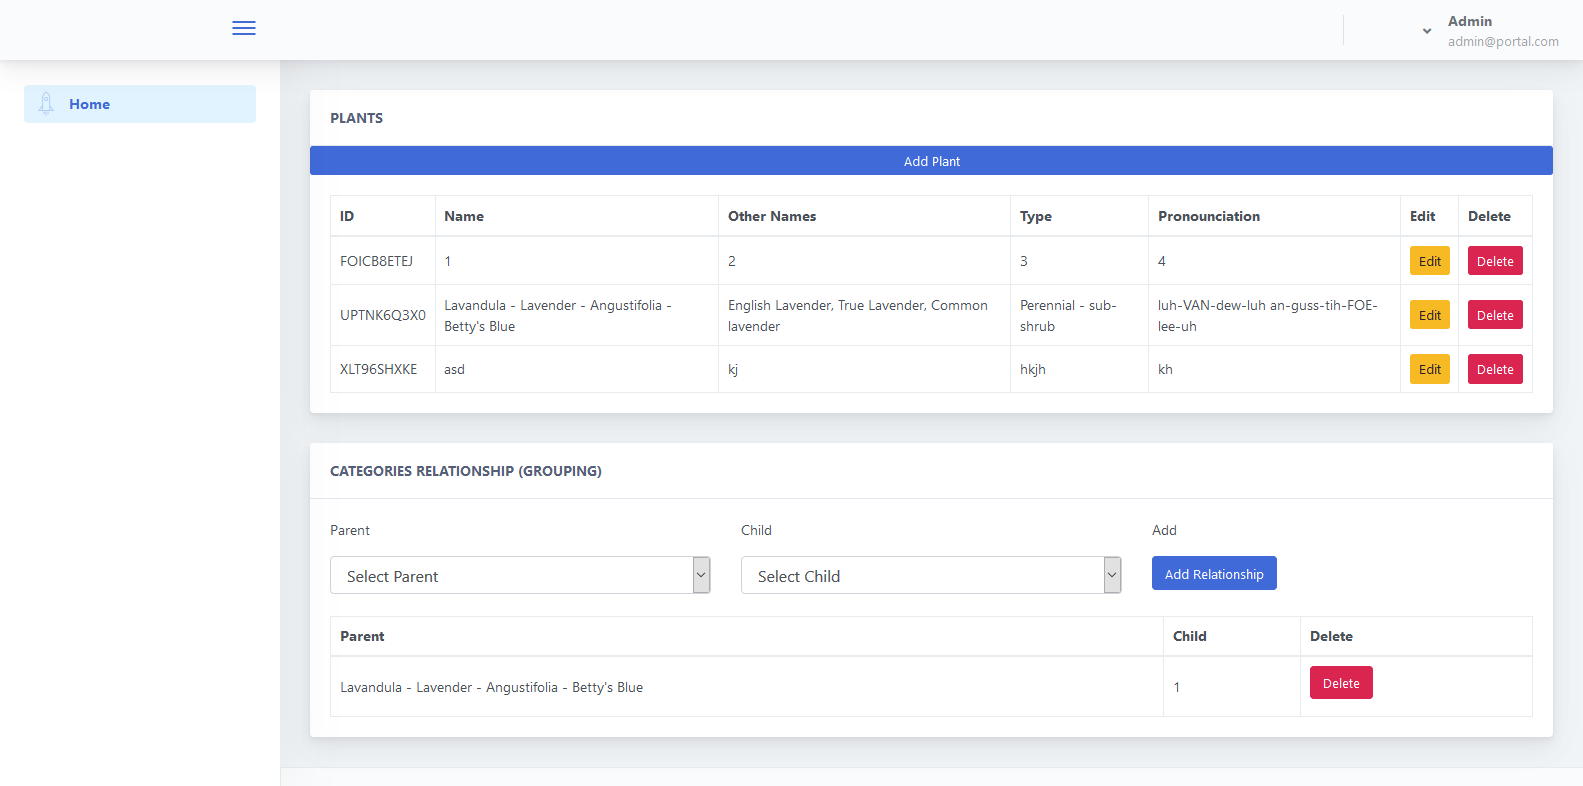 Admin
admin@portal.com
Home
PLANTS
Add Plant
ID Name Other Names Type Pronounciation Edit Delete
FOICB8ETEJ 1 2 3 4 Edit Delete
UPTNK6Q3X0 Lavandula - Lavender - Angustifolia - Betty's Blue English Lavender, True Lavender, Common lavender Perennial - sub-shrub luh-VAN-dew-luh an-guss-tih-FOE-lee-uh Edit Delete
XLT96SHXKE asd kj hkjh kh Edit Delete
CATEGORIES RELATIONSHIP (GROUPING)
Parent Child Add
Select Parent Select Child Add Relationship
Parent Child Delete
Lavandula - Lavender - Angustifolia - Betty's Blue 1 Delete